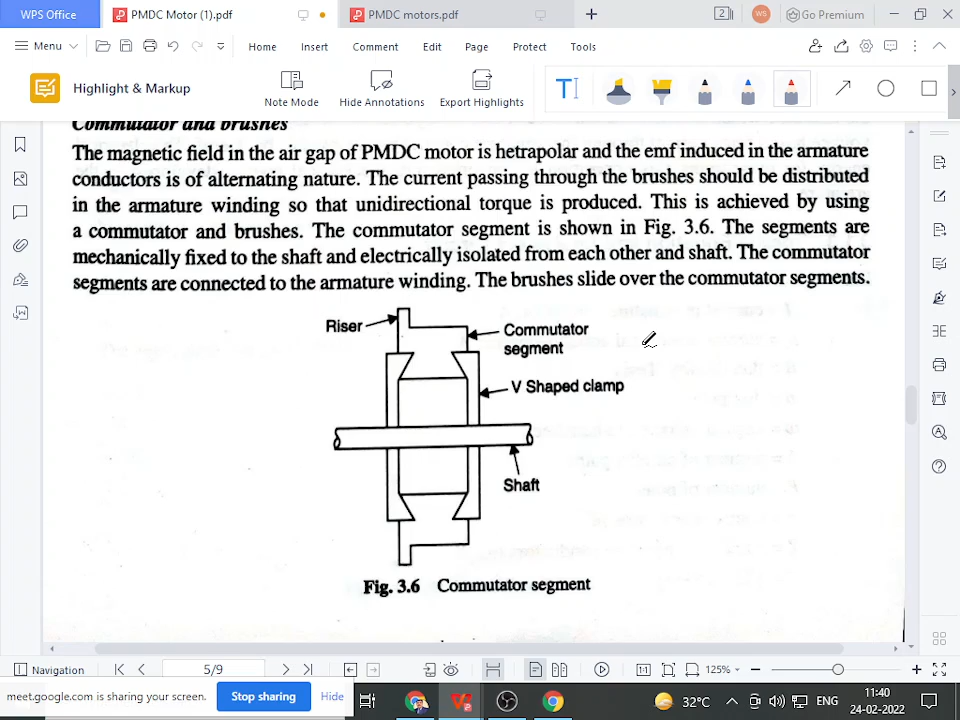 WPS Office
PMDC Motor (1).pdf
PMDC motors.pdf
2
WS
Go Premium
Menu
Home
Insert
Comment
Edit
Page
Protect
Tools
Highlight & Markup
Note Mode
Hide Annotations
Export Highlights
Commutator and brushes
The magnetic field in the air gap of PMDC motor is hetrapolar and the emf induced in the armature
conductors is of alternating nature. The current passing through the brushes should be distributed
in the armature winding so that unidirectional torque is produced. This is achieved by using
a commutator and brushes. The commutator segment is shown in Fig. 3.6. The segments are
mechanically fixed to the shaft and electrically isolated from each other and shaft. The commutator
segments are connected to the armature winding. The brushes slide over the commutator segments.
Riser
Commutator
segment
V Shaped clamp
Shaft
Fig. 3.6 Commutator segment
Navigation
5/9
125%
meet.google.com is sharing your screen.
Stop sharing
Hide
32°C
ENG
11:40
24-02-2022